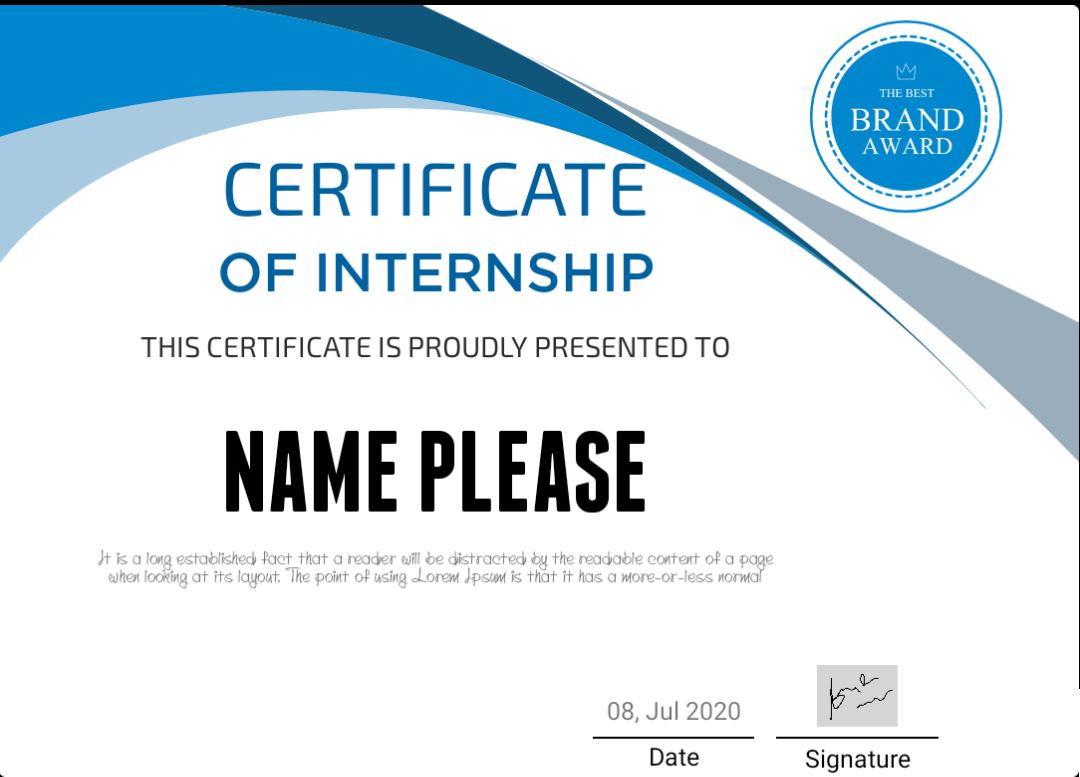 THE BEST
BRAND
AWARD
CERTIFICATE
OF INTERNSHIP
THIS CERTIFICATE IS PROUDLY PRESENTED TO
NAME PLEASE
It is a long established fact that a reader will be distracted by the readable content of a page
when looking at its layout. The point of using Lorem Ipsum is that it has a more-or-less normal
08, Jul 2020
Date
Signature